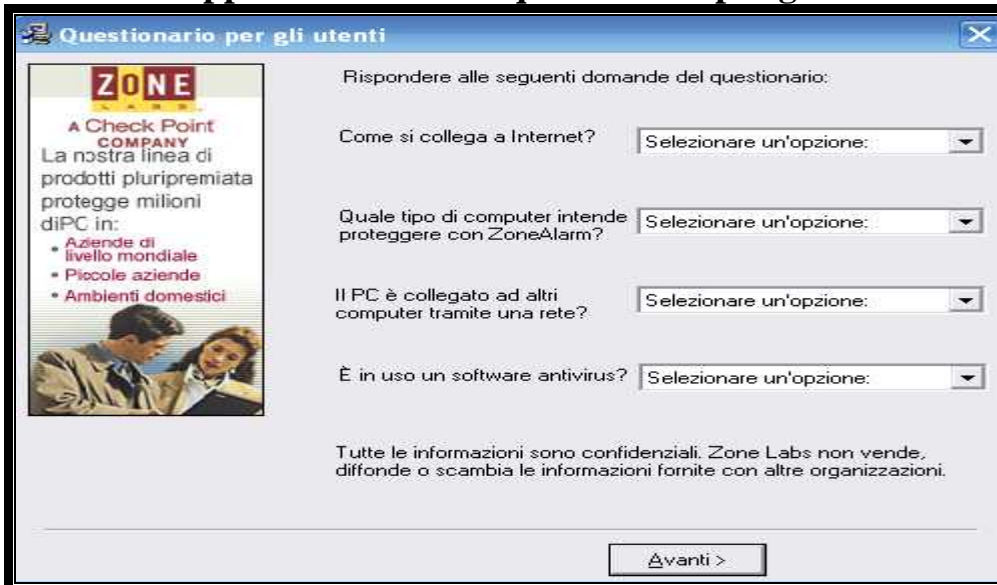 Questionario per gli utenti
ZONE
LABS
A Check Point
COMPANY
La nostra linea di
prodotti pluripremiata
protegge milioni
diPC in:
• Aziende di
livello mondiale
• Piccole aziende
• Ambienti domestici
Rispondere alle seguenti domande del questionario:
Come si collega a Internet?
Selezionare un'opzione:
Quale tipo di computer intende
proteggere con ZoneAlarm?
Selezionare un'opzione:
Il PC è collegato ad altri
computer tramite una rete?
Selezionare un'opzione:
È in uso un software antivirus?
Selezionare un'opzione:
Tutte le informazioni sono confidenziali. Zone Labs non vende,
diffonde o scambia le informazioni fornite con altre organizzazioni.
Avanti >